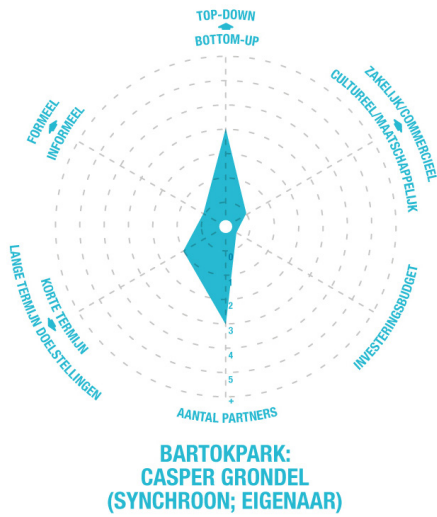 TOP-DOWN
BOTTOM-UP
ZAKELIJK/COMMERCIEEL
CULTUREEL/MAATSCHAPPELIJK
FORMEEL
INFORMEEL
KORTE TERMIJN
LANGE TERMIJN DOELSTELLINGEN
INVESTERINGSBUDGET
0
1
2
3
4
5
+
AANTAL PARTNERS
BARTOKPARK:
CASPER GRONDEL
(SYNCHROON; EIGENAAR)